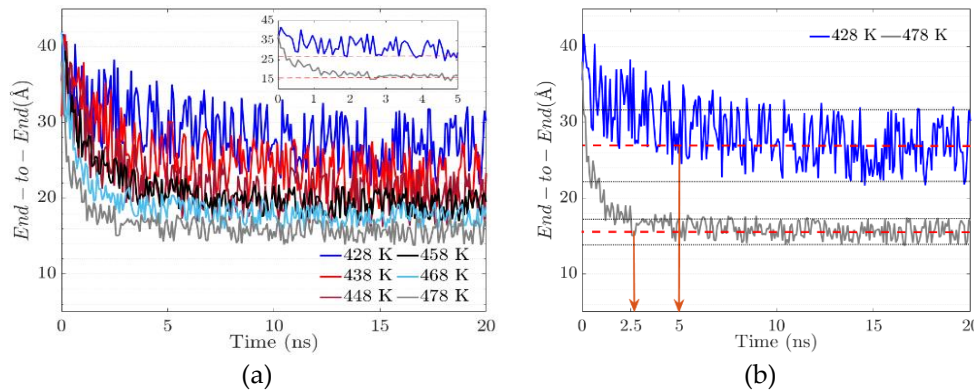 End − to − End(Å)
40
30
20
10
45
35
25
15
0 1 2 3 4 5
428 K 458 K
438 K 468 K
448 K 478 K
0 5 10 15 20
Time (ns)
(a)
428 K 478 K
End − to − End(Å)
40
30
20
10
0 2.5 5 10 15 20
Time (ns)
(b)